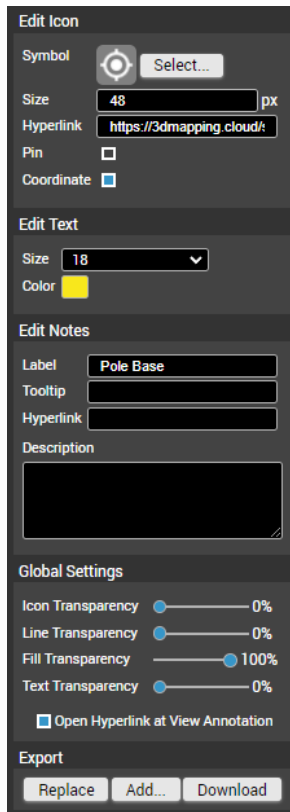 Edit Icon
Symbol
Select...
Size 48 px
Hyperlink https://3dmapping.cloud/
Pin
Coordinate
Edit Text
Size 18
Color
Edit Notes
Label Pole Base
Tooltip
Hyperlink
Description
Global Settings
Icon Transparency 0%
Line Transparency 0%
Fill Transparency 100%
Text Transparency 0%
Open Hyperlink at View Annotation
Export
Replace Add... Download